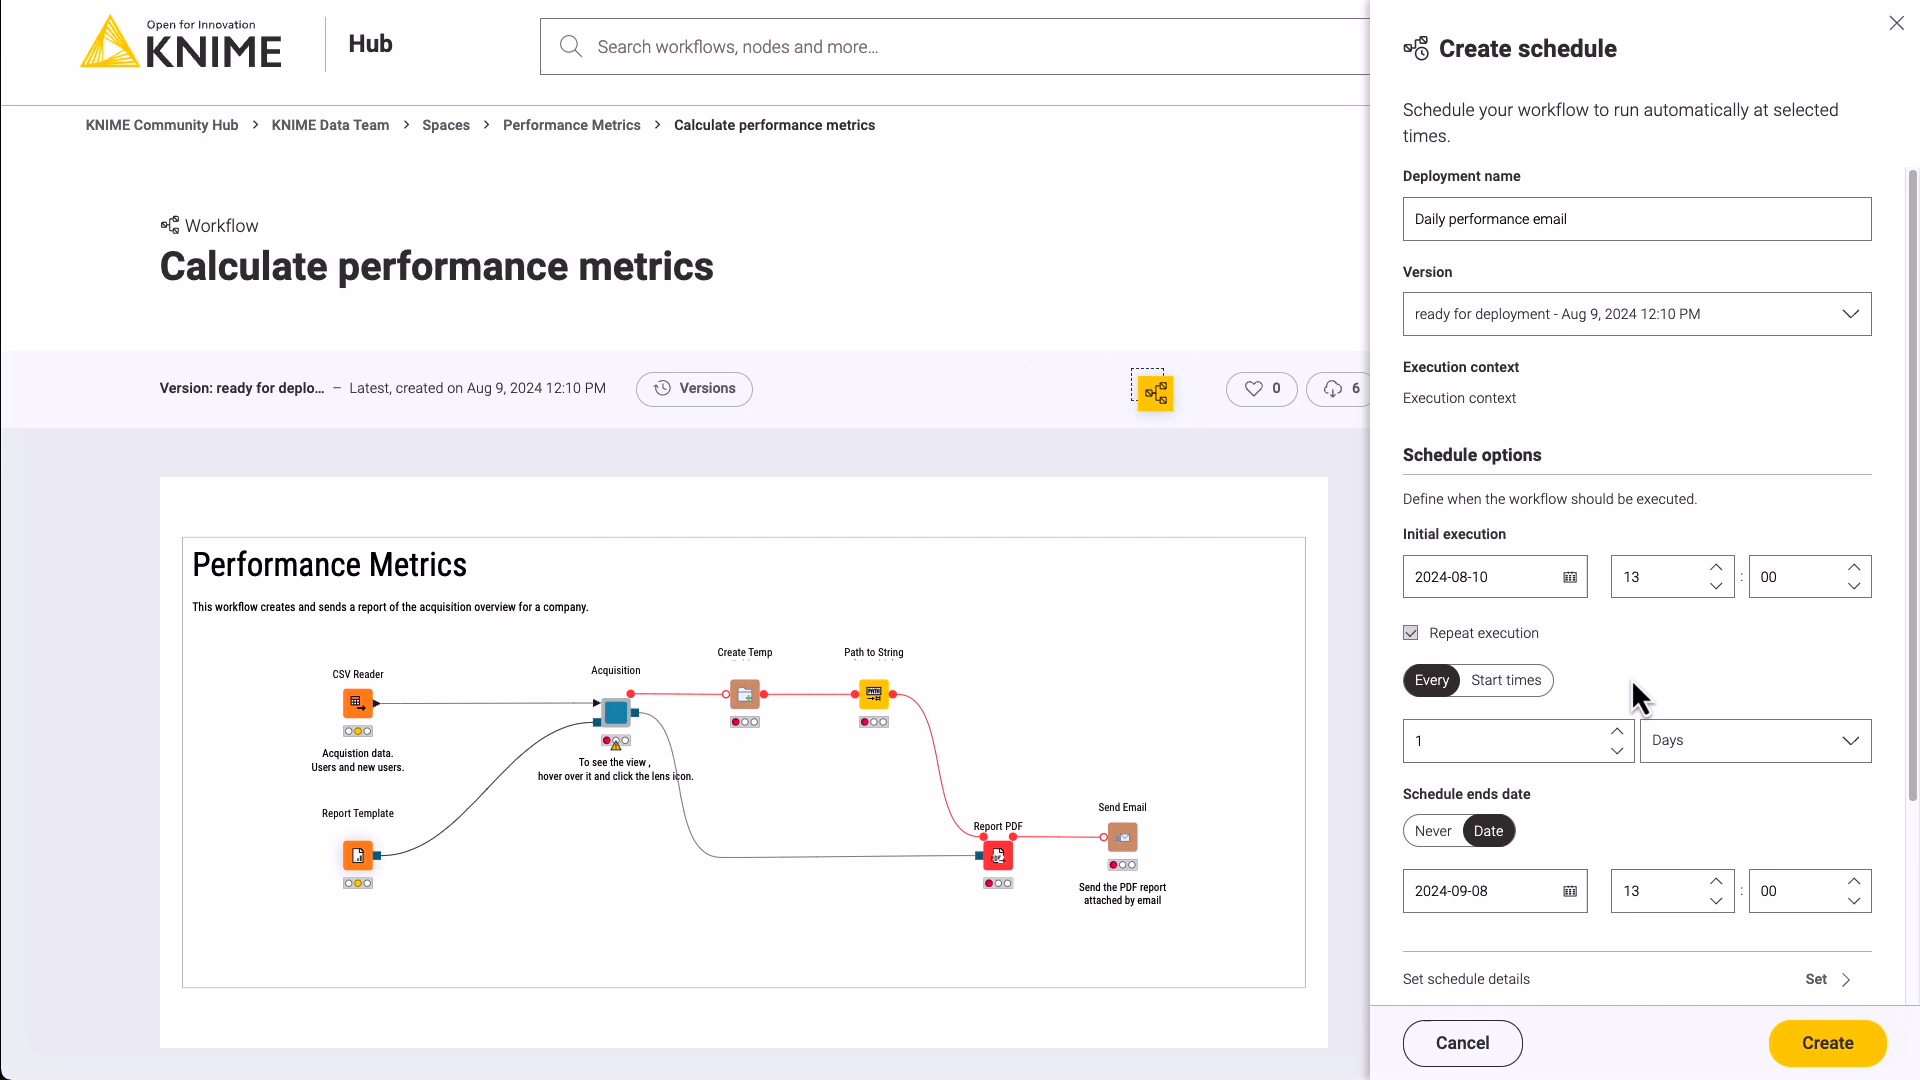 Open for Innovation
KNIME
Hub
Search workflows, nodes and more...
KNIME Community Hub > KNIME Data Team > Spaces > Performance Metrics > Calculate performance metrics
Workflow
Calculate performance metrics
Version: ready for deplo... – Latest, created on Aug 9, 2024 12:10 PM
Versions
0
6
Performance Metrics
This workflow creates and sends a report of the acquisition overview for a company.
CSV Reader
Acquistion data.
Users and new users.
Report Template
Acquisition
To see the view ,
hover over it and click the lens icon.
Create Temp
Path to String
PATH
Report PDF
Send Email
Send the PDF report
attached by email
Create schedule
Schedule your workflow to run automatically at selected
times.
Deployment name
Daily performance email
Version
ready for deployment - Aug 9, 2024 12:10 PM
Execution context
Execution context
Schedule options
Define when the workflow should be executed.
Initial execution
2024-08-10 13 : 00
Repeat execution
Every Start times
1 Days
Schedule ends date
Never Date
2024-09-08 13 : 00
Set schedule details Set
Cancel Create